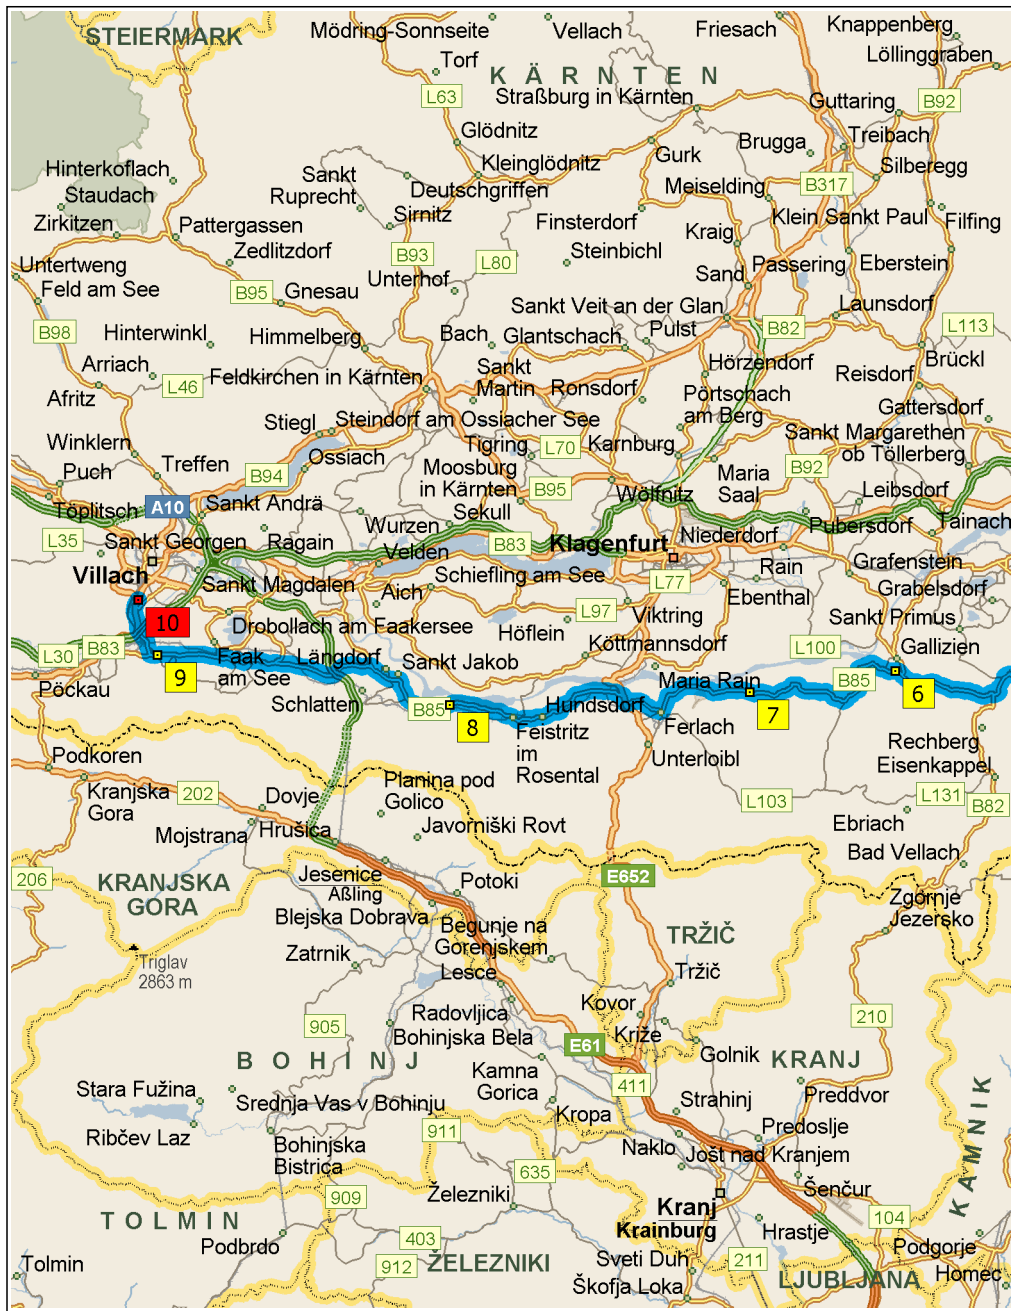 STEIERMARK
Mödring-Sonnseite
Vellach
Friesach
Knappenberg
Löllinggraben
Torf
KÄRNTEN
L63
Straßburg in Kärnten
Guttaring
B92
Glödnitz
Brugga
Treibach
Hinterkoflach
Sankt
Ruprecht
Kleinglödnitz
Gurk
Silberegg
Staudach
Deutschgriffen
Meiselding
B317
Zirkitzen
Pattergassen
Sirnitz
Finsterdorf
Klein Sankt Paul
Filfing
Zedlitzdorf
B93
Steinbichl
Kraig
Untertweng
L80
Passering
Eberstein
Feld am See
B95
Gnesau
Unterhof
Sand
B98
Hinterwinkl
Himmelberg
Bach
Glantschach
Sankt Veit an der Glan
Pulst
B82
Launsdorf
L113
Arriach
L46
Feldkirchen in Kärnten
Sankt
Martin
Ronsdorf
Hörzendorf
Brückl
Reisdorf
Afritz
Pörtschach
am Berg
Gattersdorf
Stiegl
Steindorf am Ossiacher See
Winklern
Tigring
L70
Karnburg
Sankt Margarethen
ob Töllerberg
Puch
Treffen
B94
Ossiach
Moosburg
in Kärnten
B95
Maria
Saal
B92
Töplitsch
A10
Sankt Andrä
Sekull
Wölfnitz
Leibsdorf
L35
Wurzen
Pubersdorf
Tainach
Sankt Georgen
Ragain
Velden
B83
Klagenfurt
Niederdorf
Villach
Sankt Magdalen
Schiefling am See
L77
Rain
Grafenstein
Aich
Ebenthal
Grabelsdorf
10
Drobollach am Faakersee
L97
Viktring
Sankt Primus
Höflein
Köttmannsdorf
L30
B83
Faak
am See
Längdorf
Sankt Jakob
L100
Gallizien
Pöckau
9
Schlatten
Maria Rain
B85
6
B85
8
Hundsdorf
7
Feistritz
im
Rosental
Ferlach
Rechberg
Unterloibl
Eisenkappel
Podkoren
Planina pod
Golico
Kranjska
Gora
202
Dovje
L103
L131
B82
Mojstrana
Hrušica
Javorniški Rovt
Ebriach
Bad Vellach
206
KRANJSKA
GORA
Jesenice
Aßling
Potoki
E652
Zgornje
Jezersko
Blejska Dobrava
Begunje na
Gorenjskem
TRŽIČ
Zatrnik
Triglav
2863 m
Lesce
Tržič
Kovor
905
Radovljica
210
Bohinjska Bela
Križe
E61
BOHINJ
Golnik
KRANJ
Kamna
Gorica
411
Stara Fužina
Preddvor
Srednja Vas v Bohinju
Kropa
Strahinj
Ribčev Laz
Bohinjska
Bistrica
911
Predoslje
KAMNIK
Naklo
Jošt nad Kranjem
635
909
Železniki
Šenčur
TOLMIN
Kranj
Krainburg
104
Podbrdo
403
Hrastje
Podgorje
Tolmin
912
ŽELEZNIKI
Sveti Duh
211
Škofja Loka
LJUBLJANA
Homec